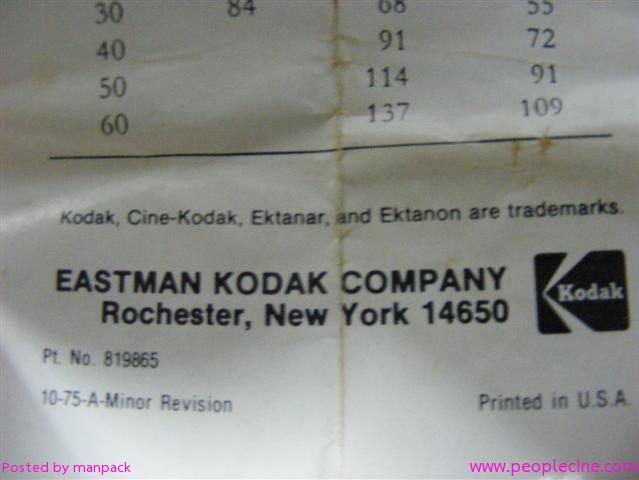 30 84 68 55
40 91 72
50 114 91
60 137 109
Kodak, Cine-Kodak, Ektanar, and Ektanon are trademarks.
EASTMAN KODAK COMPANY
Rochester, New York 14650
Kodak
Pt. No. 819865
10-75-A-Minor Revision
Printed in U.S.A.
Posted by manpack
www.peoplecine.com